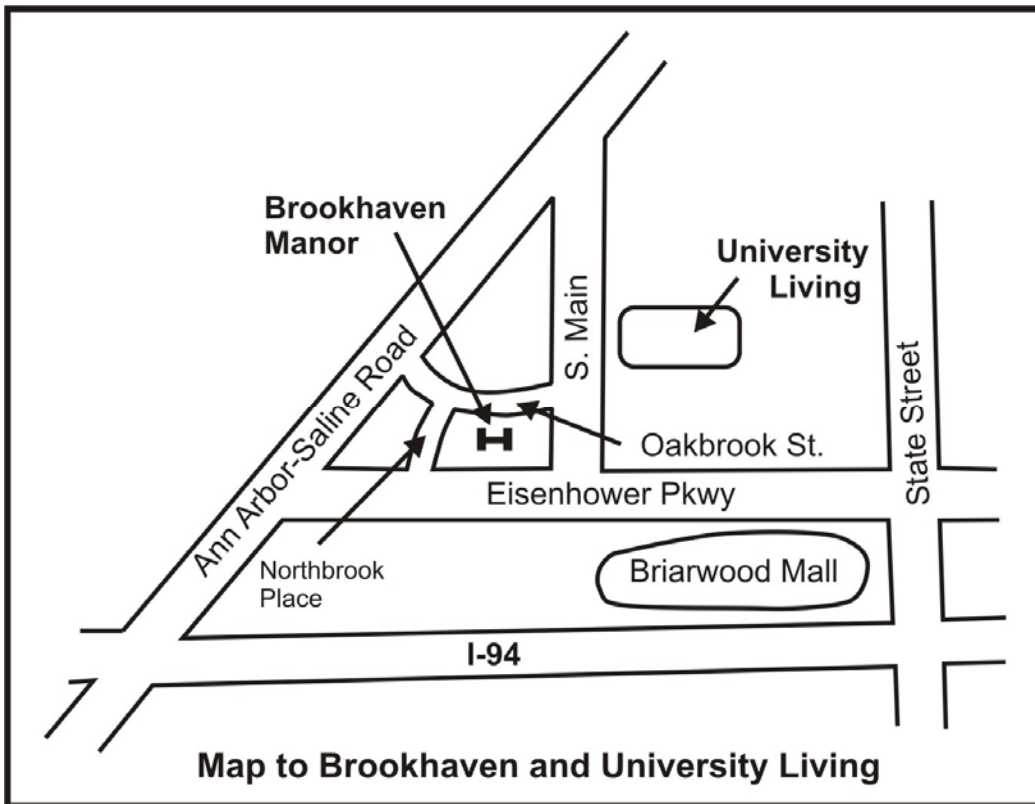 Brookhaven
Manor
University
Living
S. Main
Ann Arbor-Saline Road
State Street
Oakbrook St.
Eisenhower Pkwy
Northbrook
Place
Briarwood Mall
I-94
Map to Brookhaven and University Living